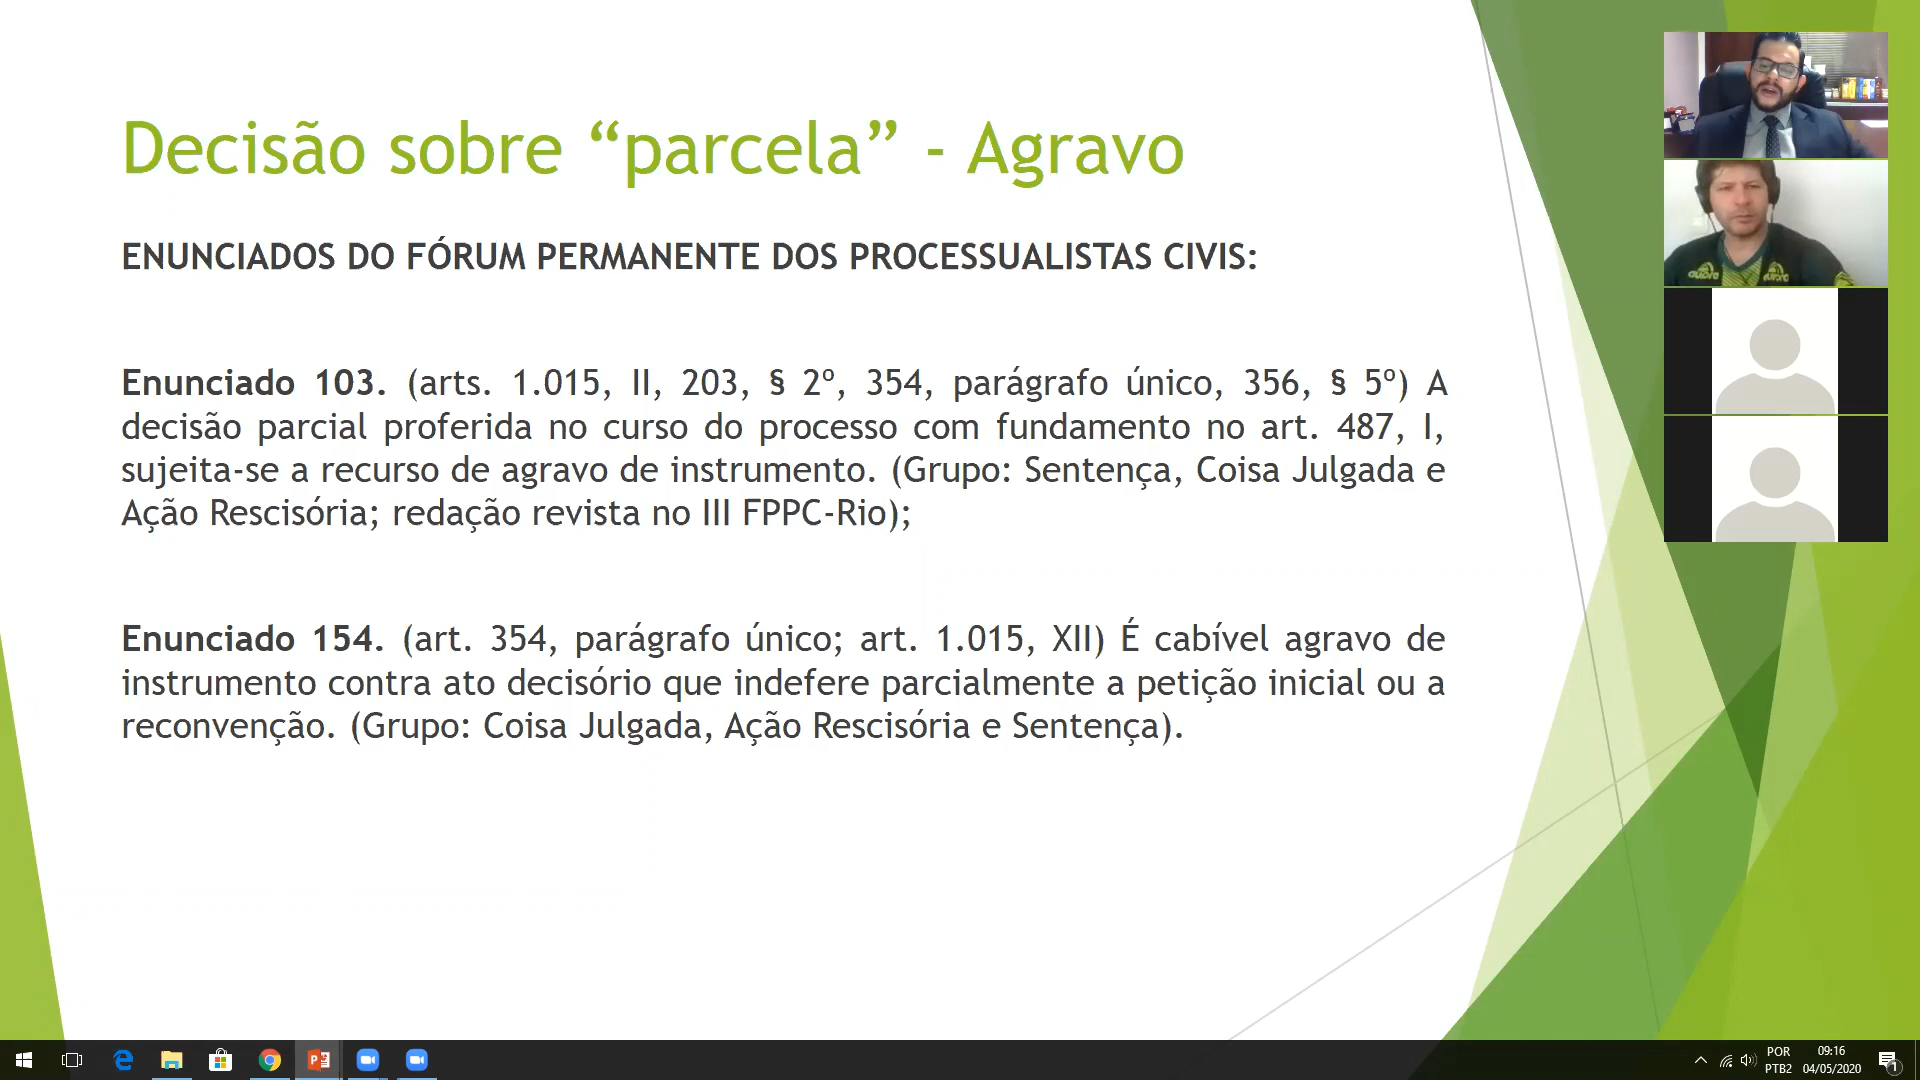 Decisão sobre “parcela” - Agravo
ENUNCIADOS DO FÓRUM PERMANENTE DOS PROCESSUALISTAS CIVIS:
Enunciado 103. (arts. 1.015, II, 203, § 2º, 354, parágrafo único, 356, § 5º) A
decisão parcial proferida no curso do processo com fundamento no art. 487, I,
sujeita-se a recurso de agravo de instrumento. (Grupo: Sentença, Coisa Julgada e
Ação Rescisória; redação revista no III FPPC-Rio);
Enunciado 154. (art. 354, parágrafo único; art. 1.015, XII) É cabível agravo de
instrumento contra ato decisório que indefere parcialmente a petição inicial ou a
reconvenção. (Grupo: Coisa Julgada, Ação Rescisória e Sentença).
POR
PTB2
09:16
04/05/2020
1